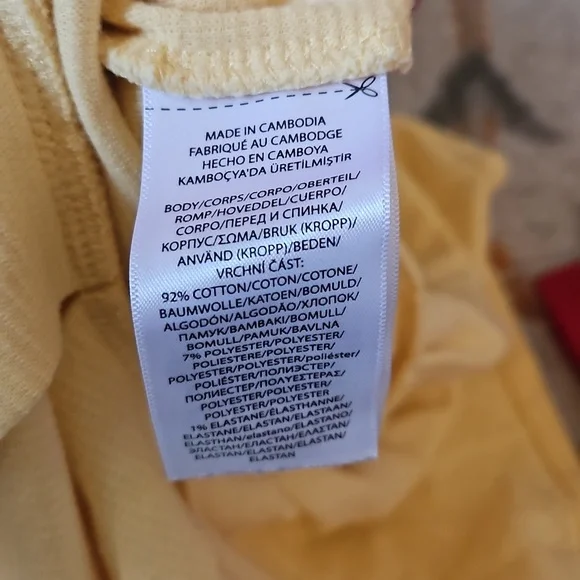 MADE IN CAMBODIA
FABRIQUÉ AU CAMBODGE
HECHO EN CAMBOYA
KAMBOÇYA'DA ÜRETİLMİŞTİR
BODY/CORPS/CORPO/OBERTEIL/
ROMP/HOVEDDEL/CUERPO/
CORPO/ПЕРЕД И СПИНКА/
КОРПУС/ΣΩΜΑ/BRUK (KROPP)/
ANVÄND (KROPP)/BEDEN/
VRCHNÍ ČÁST:
92% COTTON/COTON/COTONE/
BAUMWOLLE/KATOEN/BOMULD/
ALGODÓN/ALGODÃO/ХЛОПОК/
ПАМУК/ΒΑΜΒΑΚΙ/BOMULL/
BOMULL/PAMUK/BAVLNA
7% POLYESTER/POLYESTER/
POLIESTERE/POLYESTER/
POLYESTER/POLYESTER/poliéster/
POLIÉSTER/ПОЛИЭСТЕР/
ПОЛИЕСТЕР/ΠΟΛΥΕΣΤΕΡΑΣ/
POLYESTER/POLYESTER/
POLYESTER/POLYESTER
1% ELASTANE/ÉLASTHANNE/
ELASTANE/ELASTAN/ELASTAAN/
ELASTHAN/elastano/ELASTANO/
ЭЛАСТАН/ЕЛАСТАН/ΕΛΑΣΤΑΝ/
ELASTAN/ELASTAN/ELASTAN/
ELASTAN